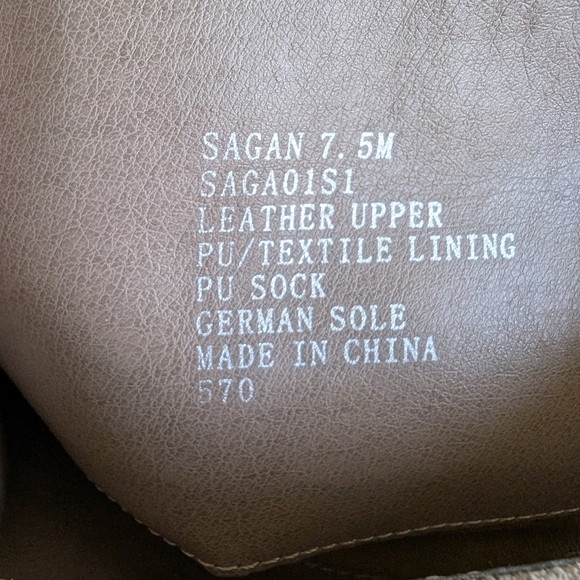 SAGAN 7.5M
SAGA01S1
LEATHER UPPER
PU/TEXTILE LINING
PU SOCK
GERMAN SOLE
MADE IN CHINA
570